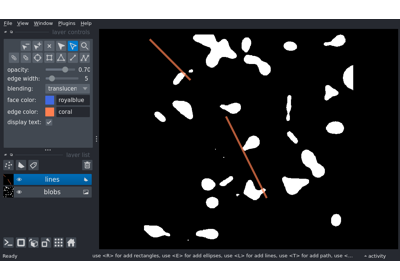 File View Window Plugins Help
layer controls
opacity: 0.70
edge width: 5
blending: translucen
face color: royalblue
edge color: coral
display text:
layer list
lines
blobs
Ready use <R> for add rectangles, use <E> for add ellipses, use <L> for add lines, use <T> for add path, use <... activity